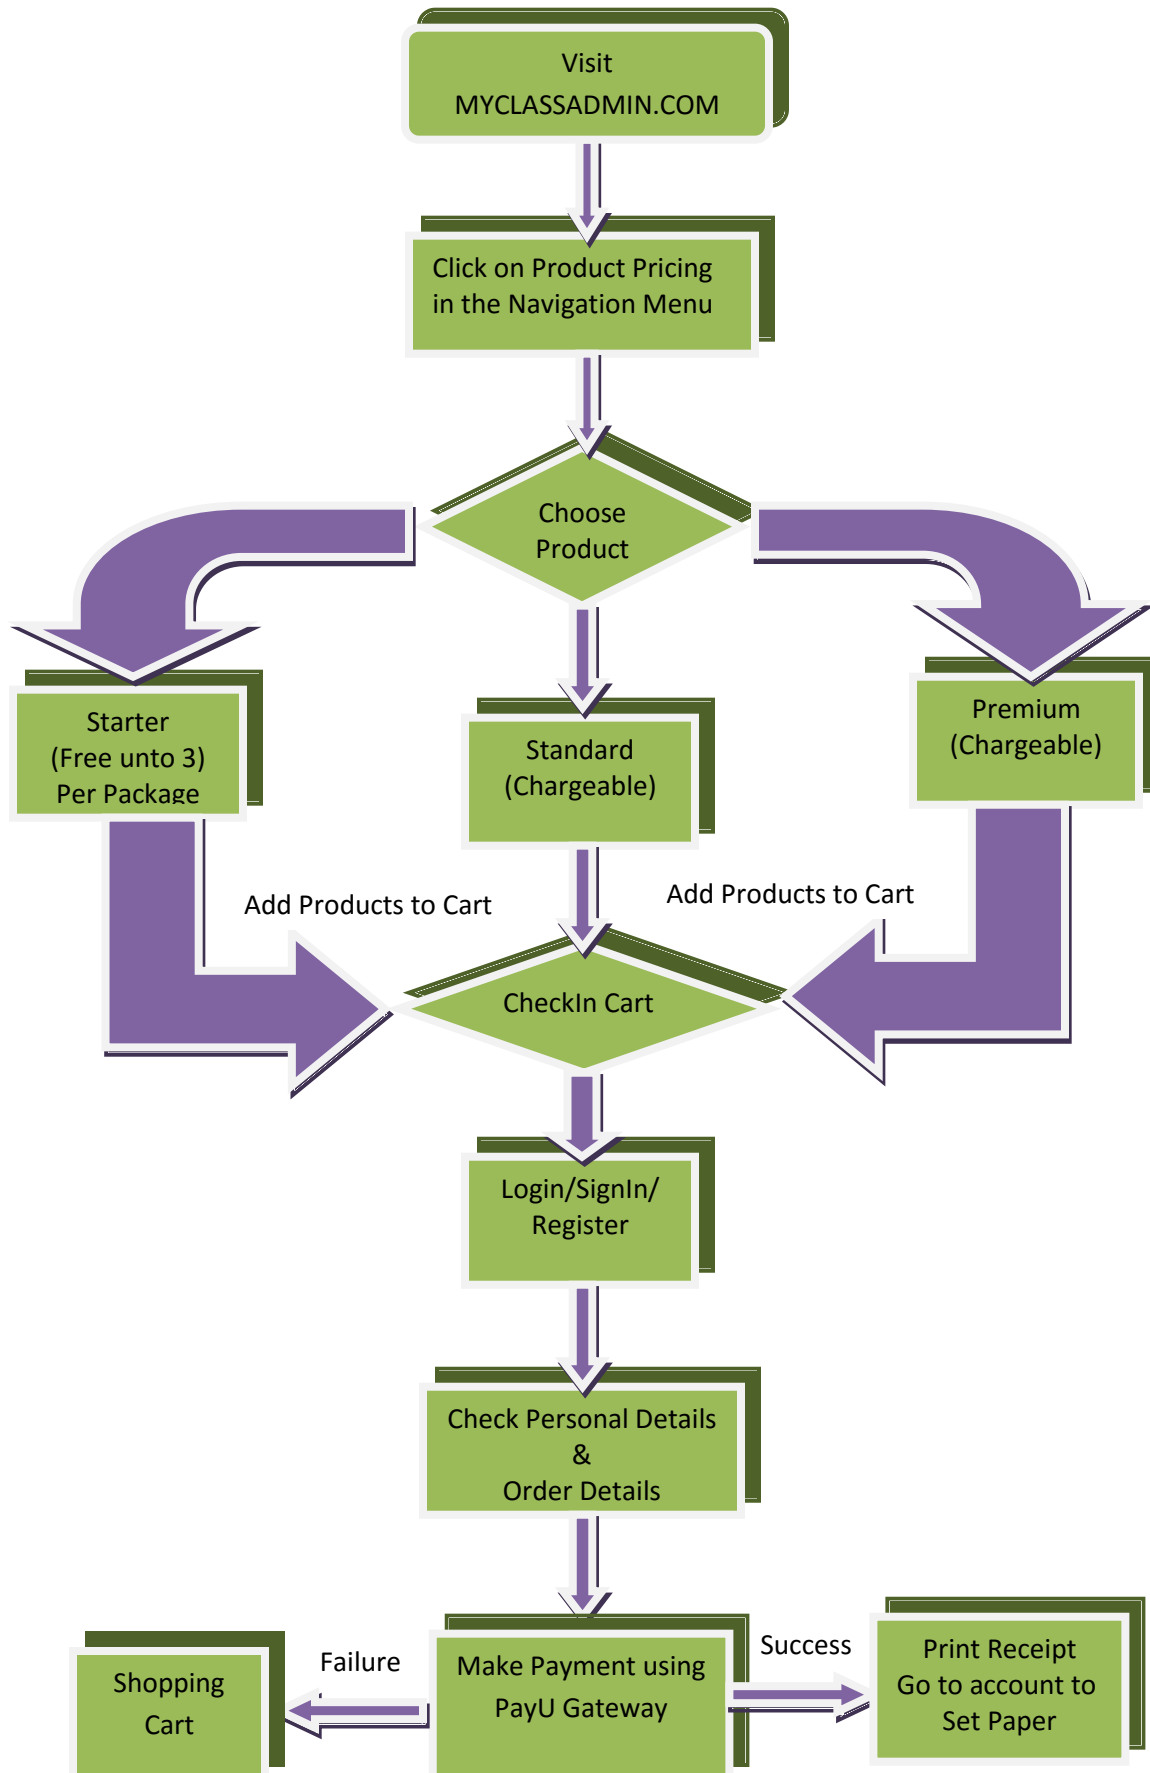 Visit
MYCLASSADMIN.COM
Click on Product Pricing
in the Navigation Menu
Choose
Product
Starter
(Free unto 3)
Per Package
Standard
(Chargeable)
Premium
(Chargeable)
Add Products to Cart
Add Products to Cart
CheckIn Cart
Login/SignIn/
Register
Check Personal Details
&
Order Details
Shopping
Cart
Failure
Make Payment using
PayU Gateway
Success
Print Receipt
Go to account to
Set Paper